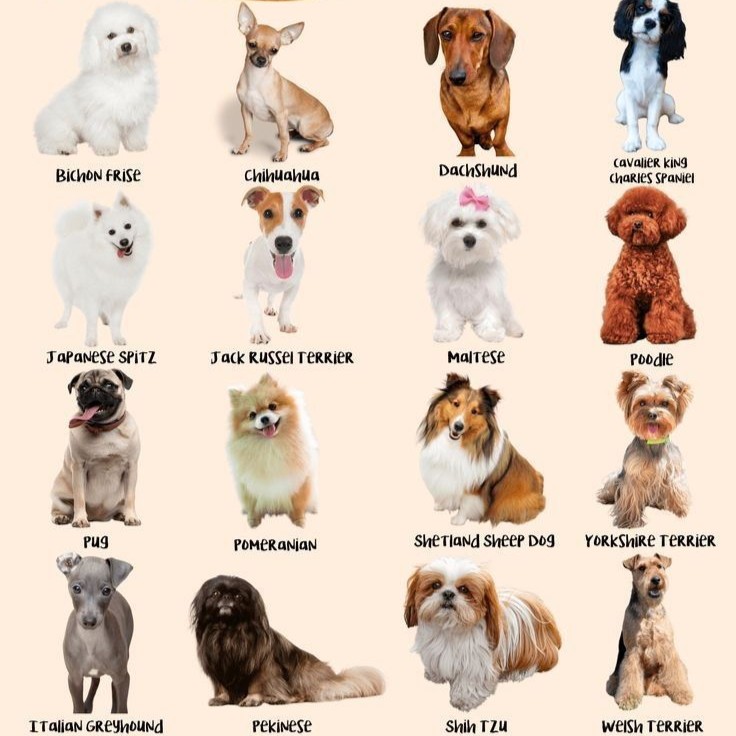 Bichon Frise
Chihuahua
Dachshund
Cavalier King
Charles Spaniel
Japanese Spitz
Jack Russel Terrier
Maltese
Poodle
Pug
Pomeranian
Shetland Sheep Dog
Yorkshire Terrier
Italian Greyhound
Pekinese
Shih Tzu
Welsh Terrier